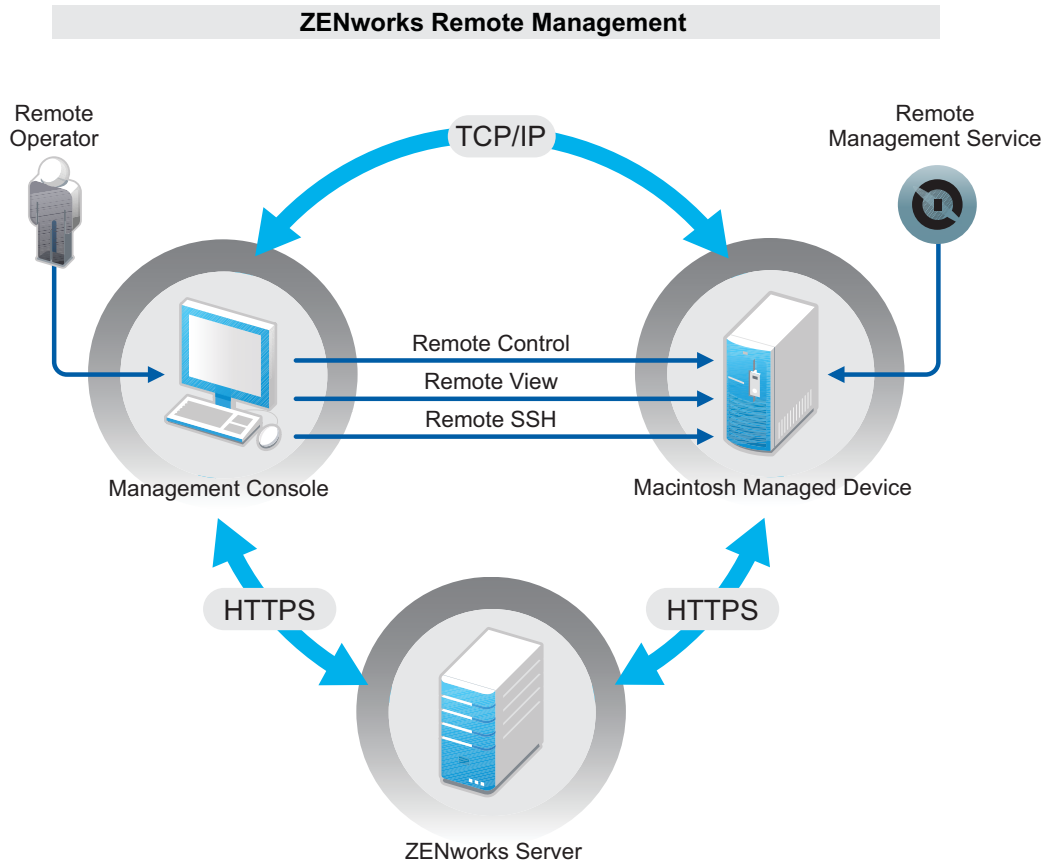 ZENworks Remote Management
Remote
Operator
TCP/IP
Remote
Management Service
Remote Control
Remote View
Remote SSH
Management Console
Macintosh Managed Device
HTTPS
HTTPS
ZENworks Server